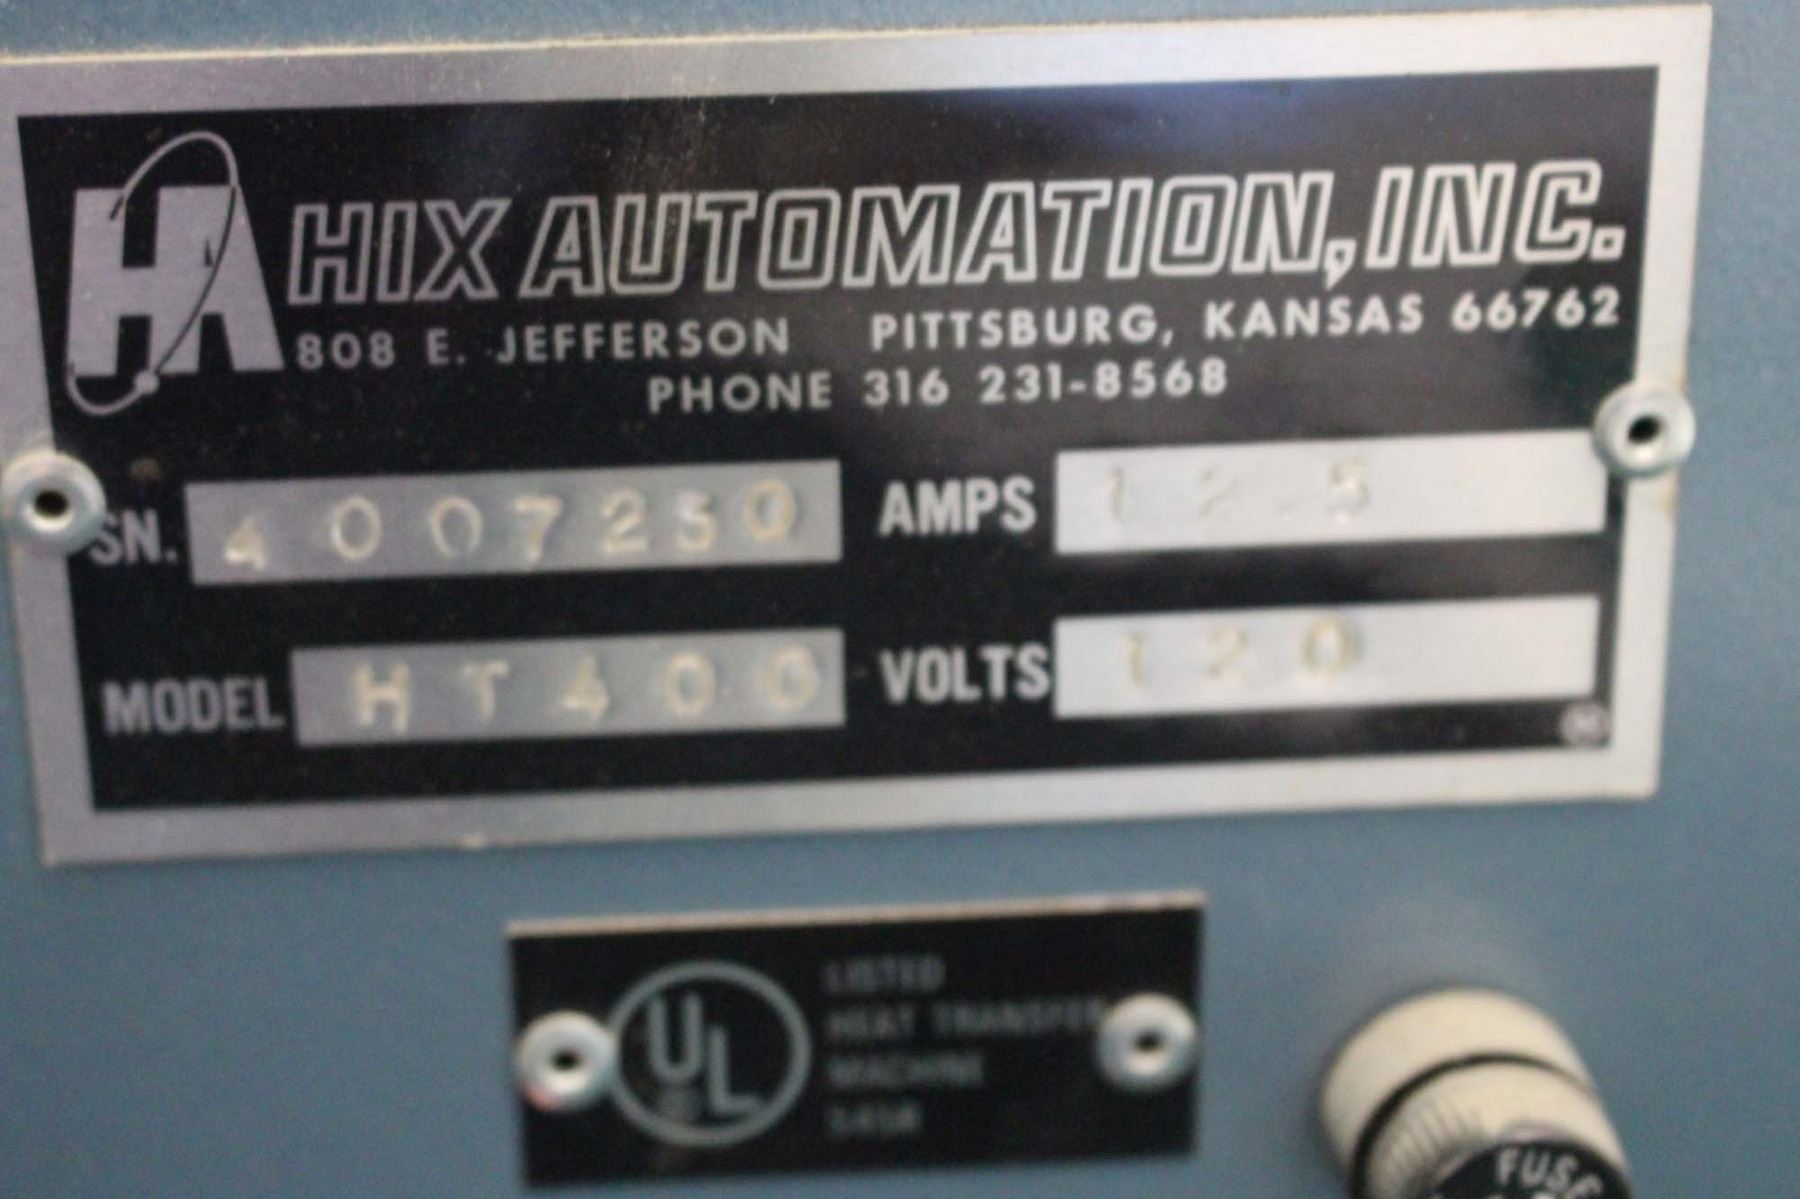 HA HIX AUTOMATION, INC.
808 E. JEFFERSON PITTSBURG, KANSAS 66762
PHONE 316 231-8568
SN. 4007250 AMPS 12.5
MODEL HT400 VOLTS 120
UL LISTED
HEAT TRANSFER
MACHINE
FUSE